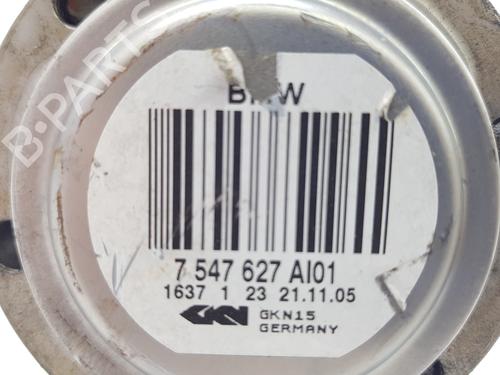 B-PARTS
BMW
7 547 627 AI01
1637 1 23 21.11.05
GKN GKN15
GERMANY